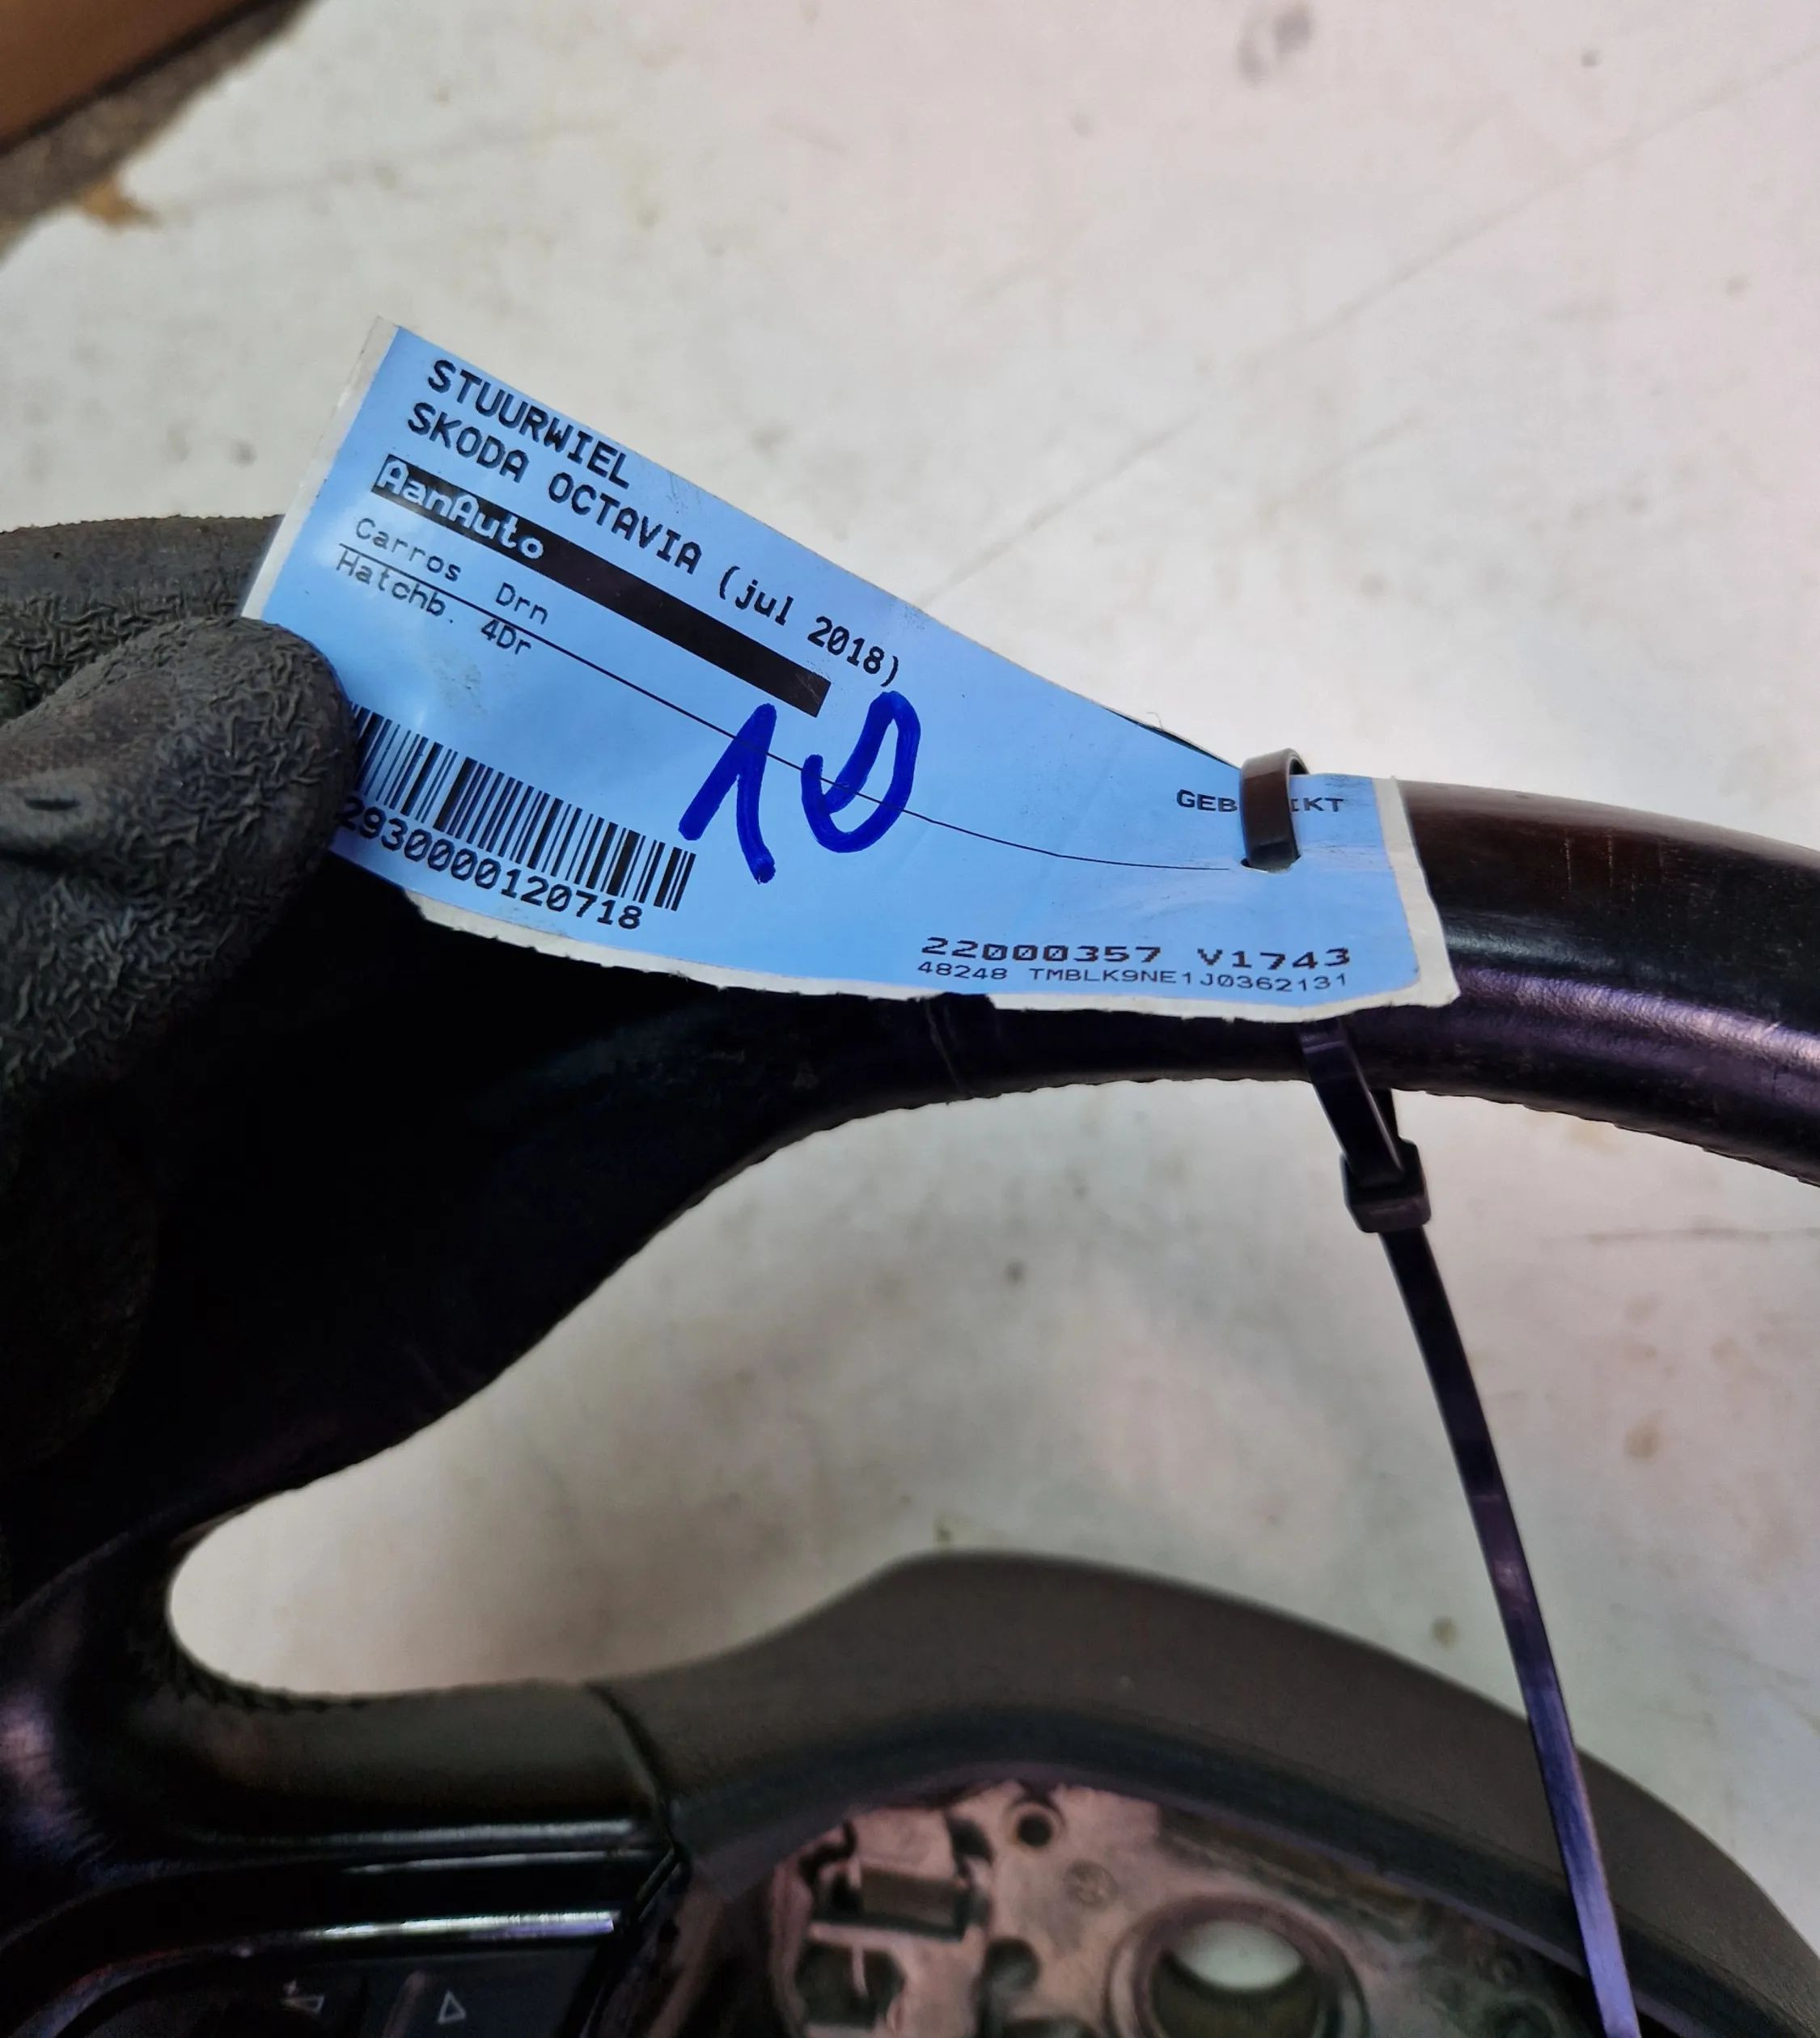 STUURWIEL
SKODA OCTAVIA (jul 2018)
AanAuto
Carros Drn
Hatchb. 4Dr
10
2930000120718
22000357 V1743
48248 TMBLK9NE1J0362131